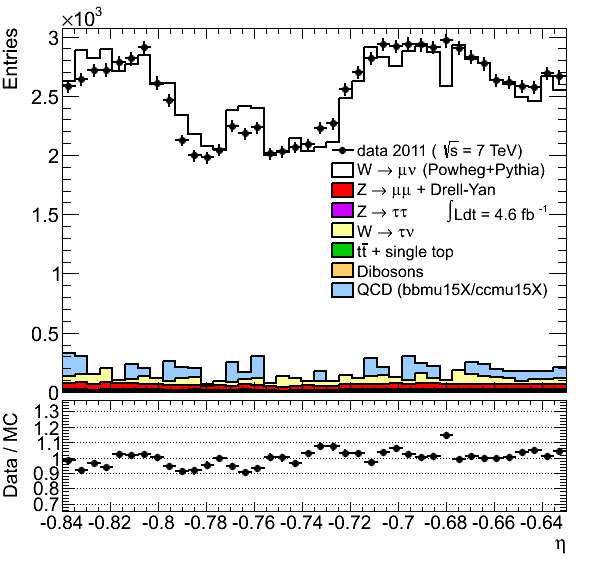 ×10³
Entries
3
2.5
2
1.5
1
0.5
0
data 2011 ( √s = 7 TeV)
W → μν (Powheg+Pythia)
Z → μμ + Drell-Yan
Z → ττ
∫Ldt = 4.6 fb⁻¹
W → τν
tt̄ + single top
Dibosons
QCD (bbmu15X/ccmu15X)
Data / MC
1.3
1.2
1.1
1
0.9
0.8
0.7
-0.84 -0.82 -0.8 -0.78 -0.76 -0.74 -0.72 -0.7 -0.68 -0.66 -0.64
η